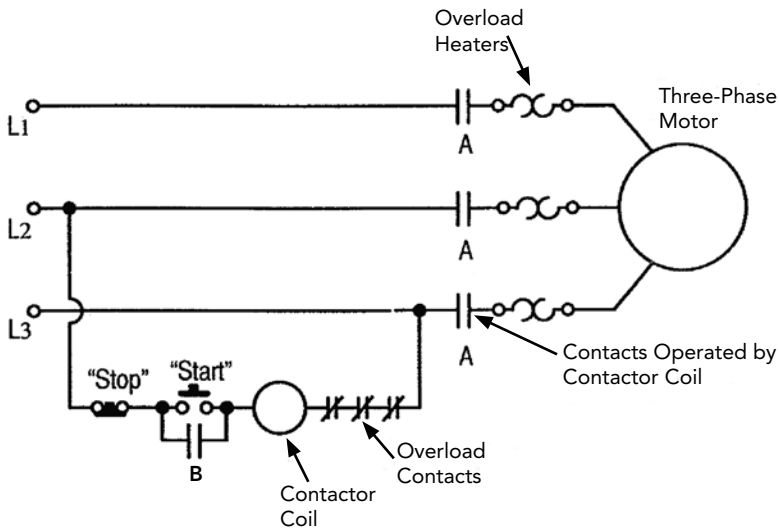 Overload
Heaters
Three-Phase
Motor
L1
A
L2
A
L3
A
Contacts Operated by
Contactor Coil
“Stop”
“Start”
B
Overload
Contacts
Contactor
Coil